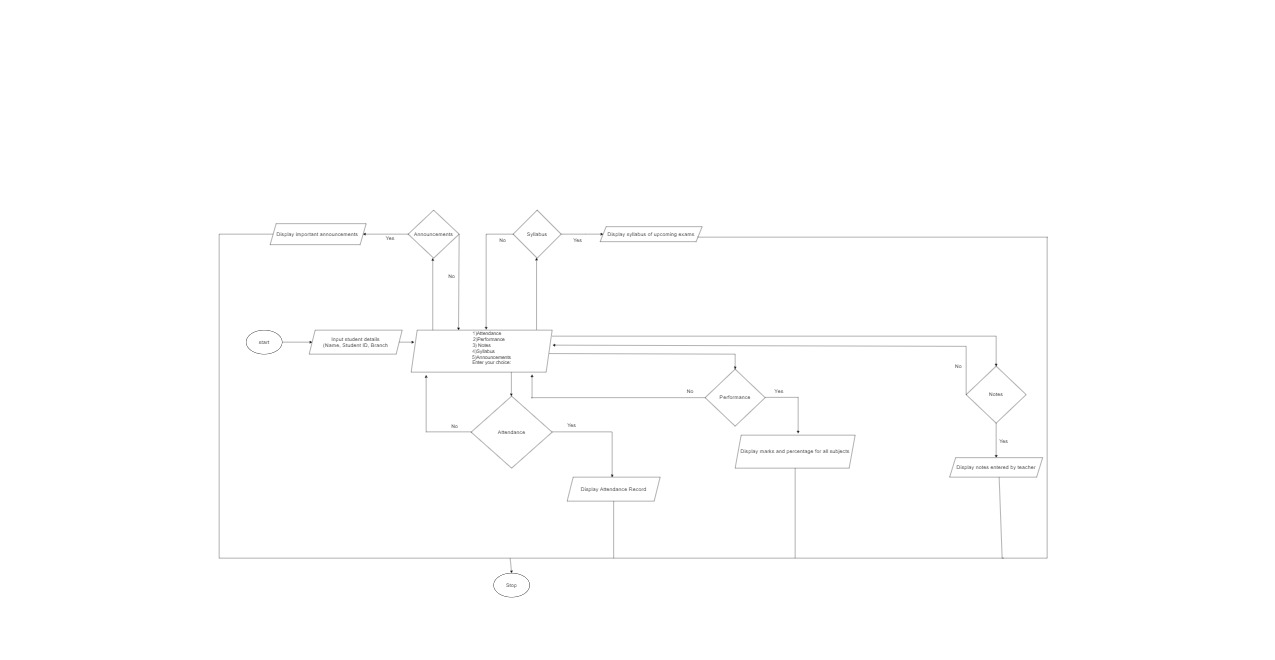 Display important announcements
Yes
Announcements
No
No
Syllabus
Yes
Display syllabus of upcoming exams
start
Input student details
(Name, Student ID, Branch
1)Attendance
2)Performance
3) Notes
4)Syllabus
5)Announcements
Enter your choice:
No
Attendance
Yes
Display Attendance Record
No
Performance
Yes
Display marks and percentage for all subjects
No
Notes
Yes
Display notes entered by teacher
Stop